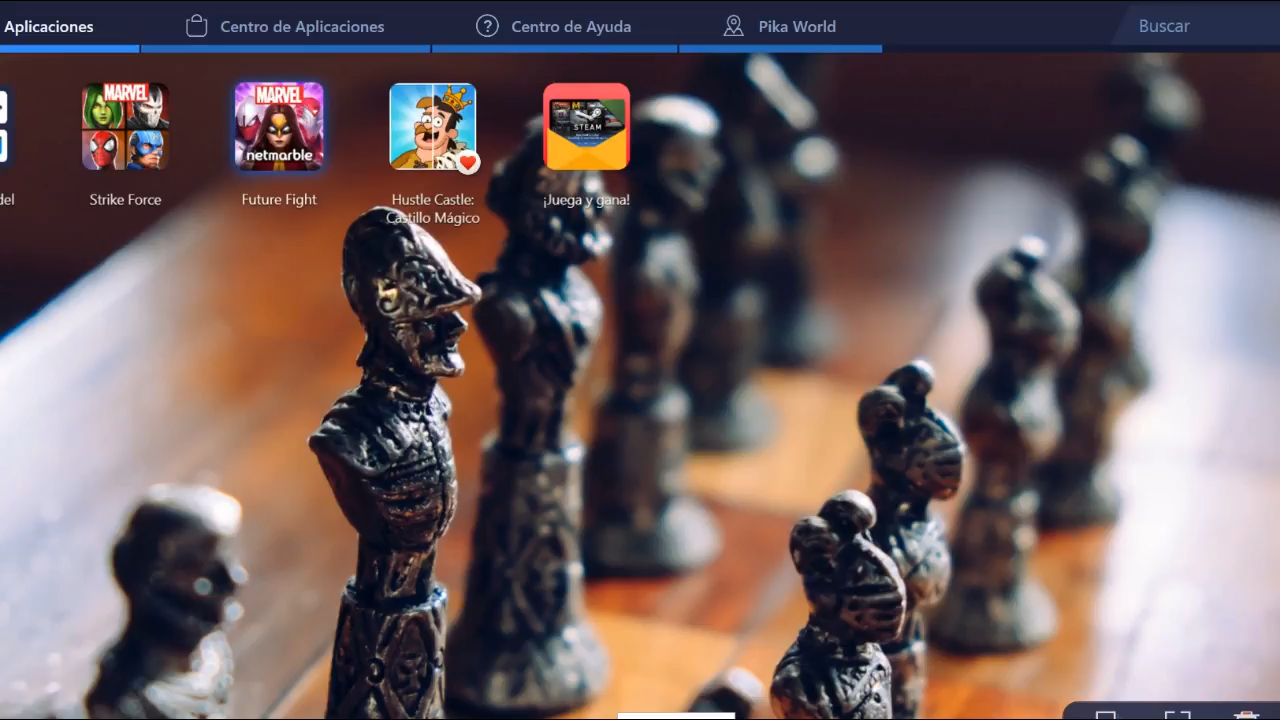 Aplicaciones
Centro de Aplicaciones
Centro de Ayuda
Pika World
Buscar
MARVEL
MARVEL
netmarble
STEAM
del
Strike Force
Future Fight
Hustle Castle:
Castillo Mágico
¡Juega y gana!